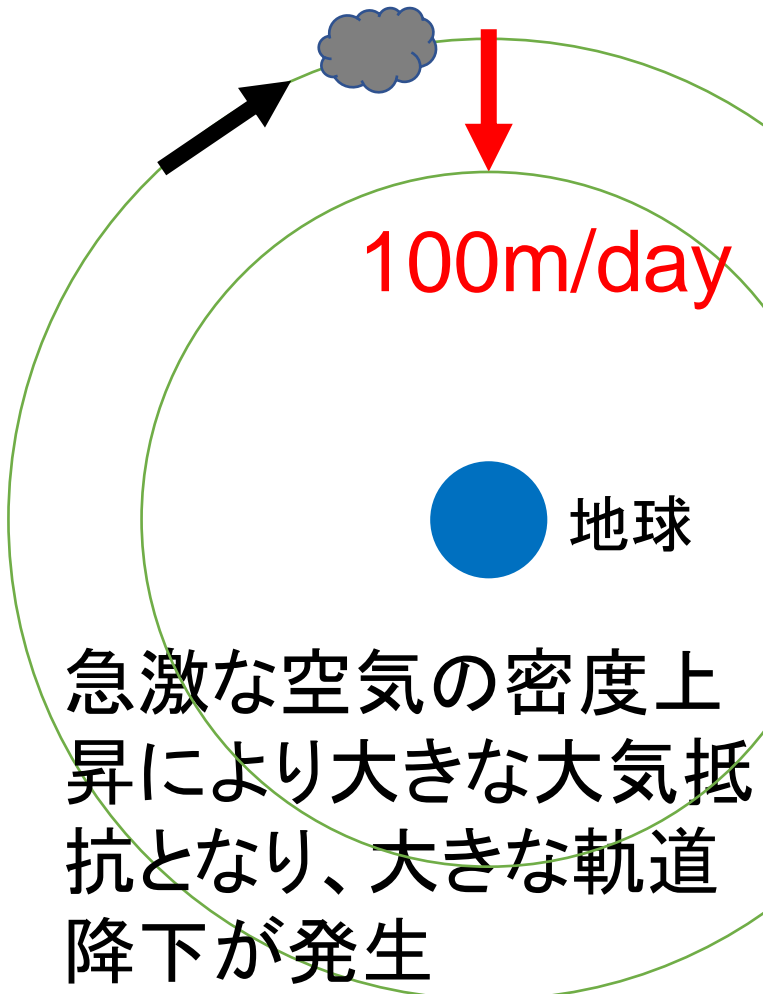 100m/day
地球
急激な空気の密度上
昇により大きな大気抵
抗となり、大きな軌道
降下が発生